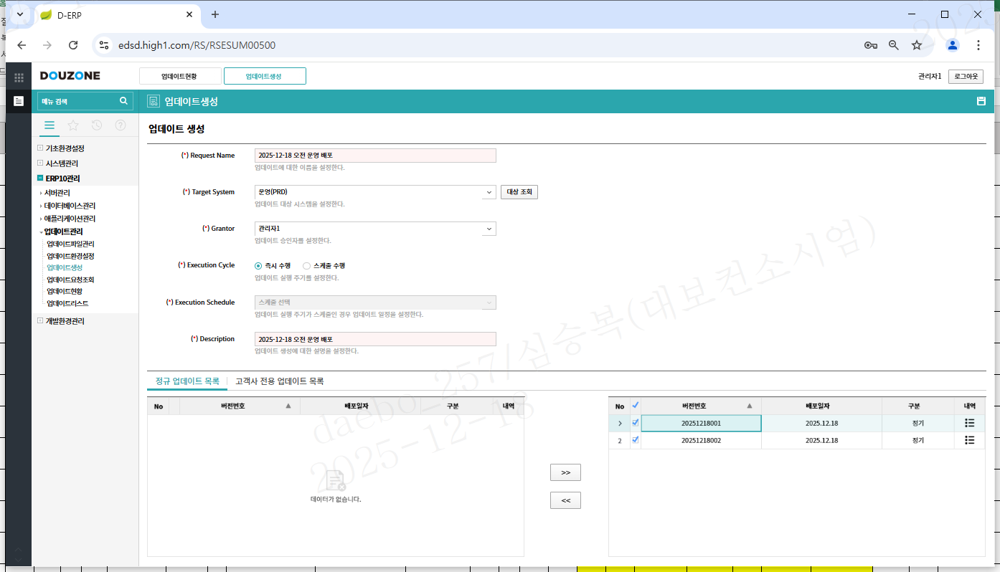 D-ERP
edsd.high1.com/RS/RSESUM00500
DOUZONE
업데이트현황
업데이트생성
관리자1
로그아웃
메뉴 검색
업데이트생성
기초환경설정
시스템관리
ERP10관리
서버관리
데이터베이스관리
애플리케이션관리
업데이트관리
업데이트파일관리
업데이트환경설정
업데이트생성
업데이트요청조회
업데이트현황
업데이트리스트
개발환경관리
업데이트 생성
(*) Request Name
2025-12-18 오전 운영 배포
업데이트에 대한 이름을 설정한다.
(*) Target System
운영(PRD)
대상 조회
업데이트 대상 시스템을 설정한다.
(*) Grantor
관리자1
업데이트 승인자를 설정한다.
(*) Execution Cycle
즉시 수행
스케줄 수행
업데이트 실행 주기를 설정한다.
(*) Execution Schedule
스케줄 선택
업데이트 실행 주기가 스케줄인 경우 업데이트 일정을 설정한다.
(*) Description
2025-12-18 오전 운영 배포
업데이트 생성에 대한 설명을 설정한다.
정규 업데이트 목록
고객사 전용 업데이트 목록
No 버전번호 배포일자 구분 내역
데이터가 없습니다.
>>
<<
No 버전번호 배포일자 구분 내역
20251218001 2025.12.18 정기
2 20251218002 2025.12.18 정기
daebo_257/심승복(대보컨소시엄)
2025-12-18